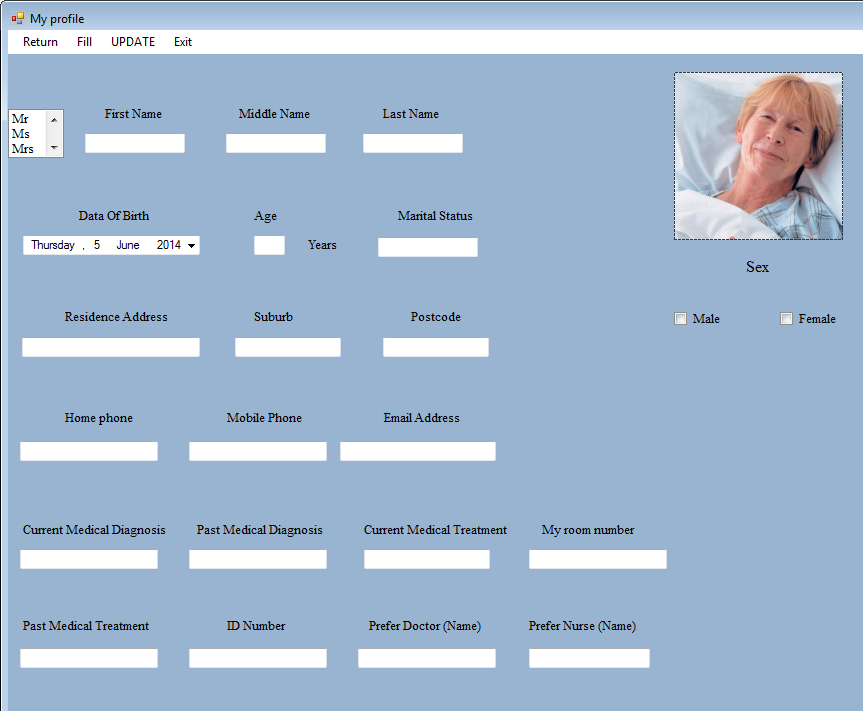 My profile
Return Fill UPDATE Exit
Mr
Ms
Mrs
First Name Middle Name Last Name
Data Of Birth Age Marital Status
Thursday , 5 June 2014 Years
Sex
Male Female
Residence Address Suburb Postcode
Home phone Mobile Phone Email Address
Current Medical Diagnosis Past Medical Diagnosis Current Medical Treatment My room number
Past Medical Treatment ID Number Prefer Doctor (Name) Prefer Nurse (Name)